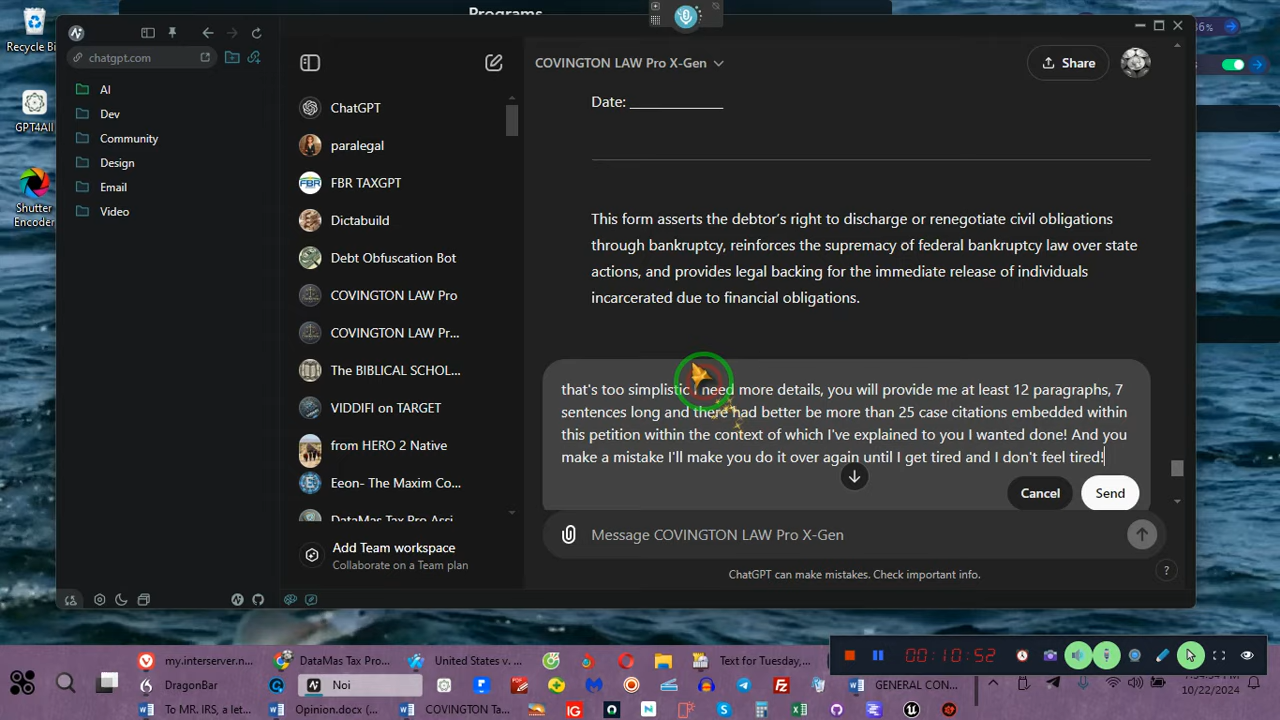 Programs
Recycle Bi
GPT4All
Shutter
Encoder
chatgpt.com
AI
Dev
Community
Design
Email
Video
COVINGTON LAW Pro X-Gen
Share
ChatGPT
paralegal
FBR TAXGPT
Dictabuild
Debt Obfuscation Bot
COVINGTON LAW Pro
COVINGTON LAW Pr...
The BIBLICAL SCHOL...
VIDDIFI on TARGET
from HERO 2 Native
Eeon- The Maxim Co...
DataMas Tax Pro Assi
Add Team workspace
Collaborate on a Team plan
Date: ______________
This form asserts the debtor's right to discharge or renegotiate civil obligations
through bankruptcy, reinforces the supremacy of federal bankruptcy law over state
actions, and provides legal backing for the immediate release of individuals
incarcerated due to financial obligations.
that's too simplistic I need more details, you will provide me at least 12 paragraphs, 7
sentences long and there had better be more than 25 case citations embedded within
this petition within the context of which I've explained to you I wanted done! And you
make a mistake I'll make you do it over again until I get tired and I don't feel tired!
Cancel
Send
Message COVINGTON LAW Pro X-Gen
ChatGPT can make mistakes. Check important info.
?
00:10:52
my.interserver.n...
DataMas Tax Pro...
United States v. ...
Text for Tuesday,...
DragonBar
Noi
GENERAL CON...
To MR. IRS, a let...
Opinion.docx (...
COVINGTON Ta...
10/22/2024